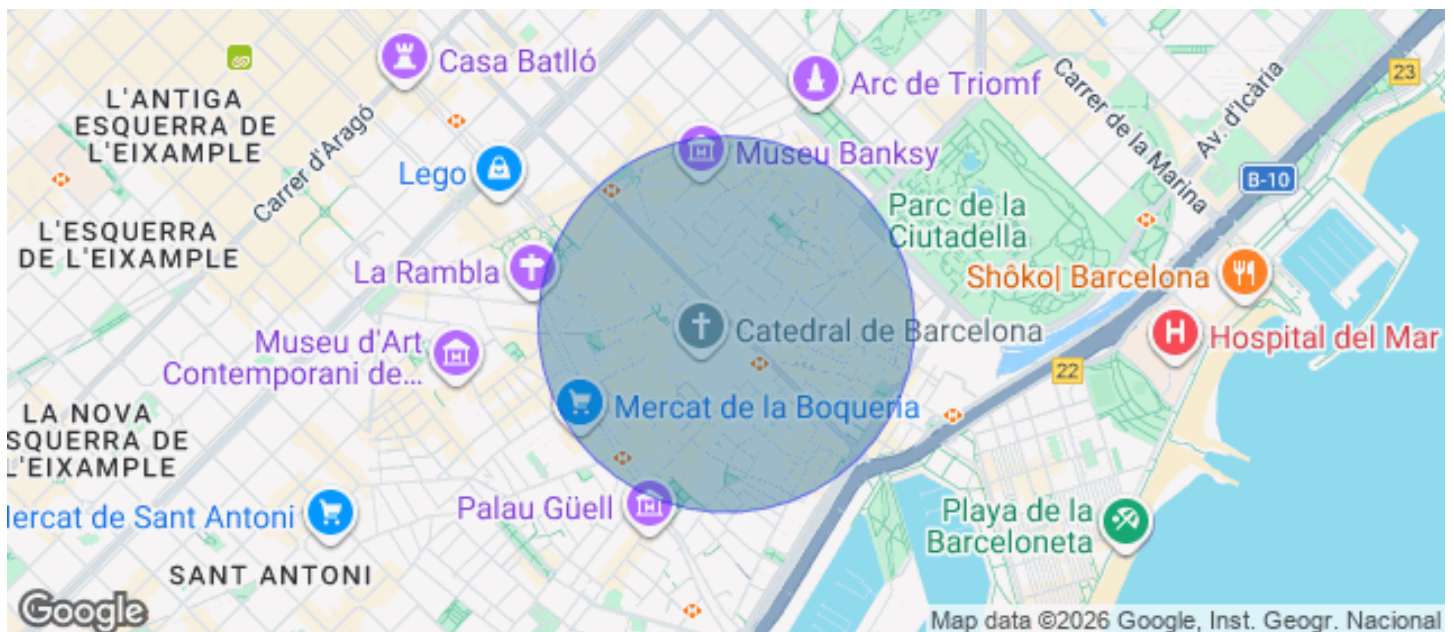 Casa Batlló
Arc de Triomf
23
L'ANTIGA
ESQUERRA DE
L'EIXAMPLE
Carrer d'Aragó
Carrer de la Marina
Av. d'Icària
Lego
Museu Banksy
B-10
Parc de la
Ciutadella
L'ESQUERRA
DE L'EIXAMPLE
La Rambla
Shôko| Barcelona
Museu d'Art
Contemporani de...
Catedral de Barcelona
Hospital del Mar
22
LA NOVA
SQUERRA DE
L'EIXAMPLE
Mercat de la Boqueria
Palau Güell
ercat de Sant Antoni
Playa de la
Barceloneta
SANT ANTONI
Google
Map data ©2026 Google, Inst. Geogr. Nacional